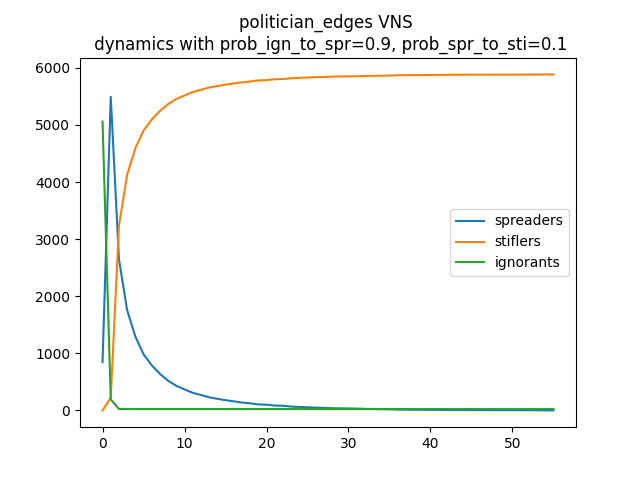 politician_edges VNS
dynamics with prob_ign_to_spr=0.9, prob_spr_to_sti=0.1
6000
5000
4000
3000
2000
1000
0
spreaders
stiflers
ignorants
0 10 20 30 40 50